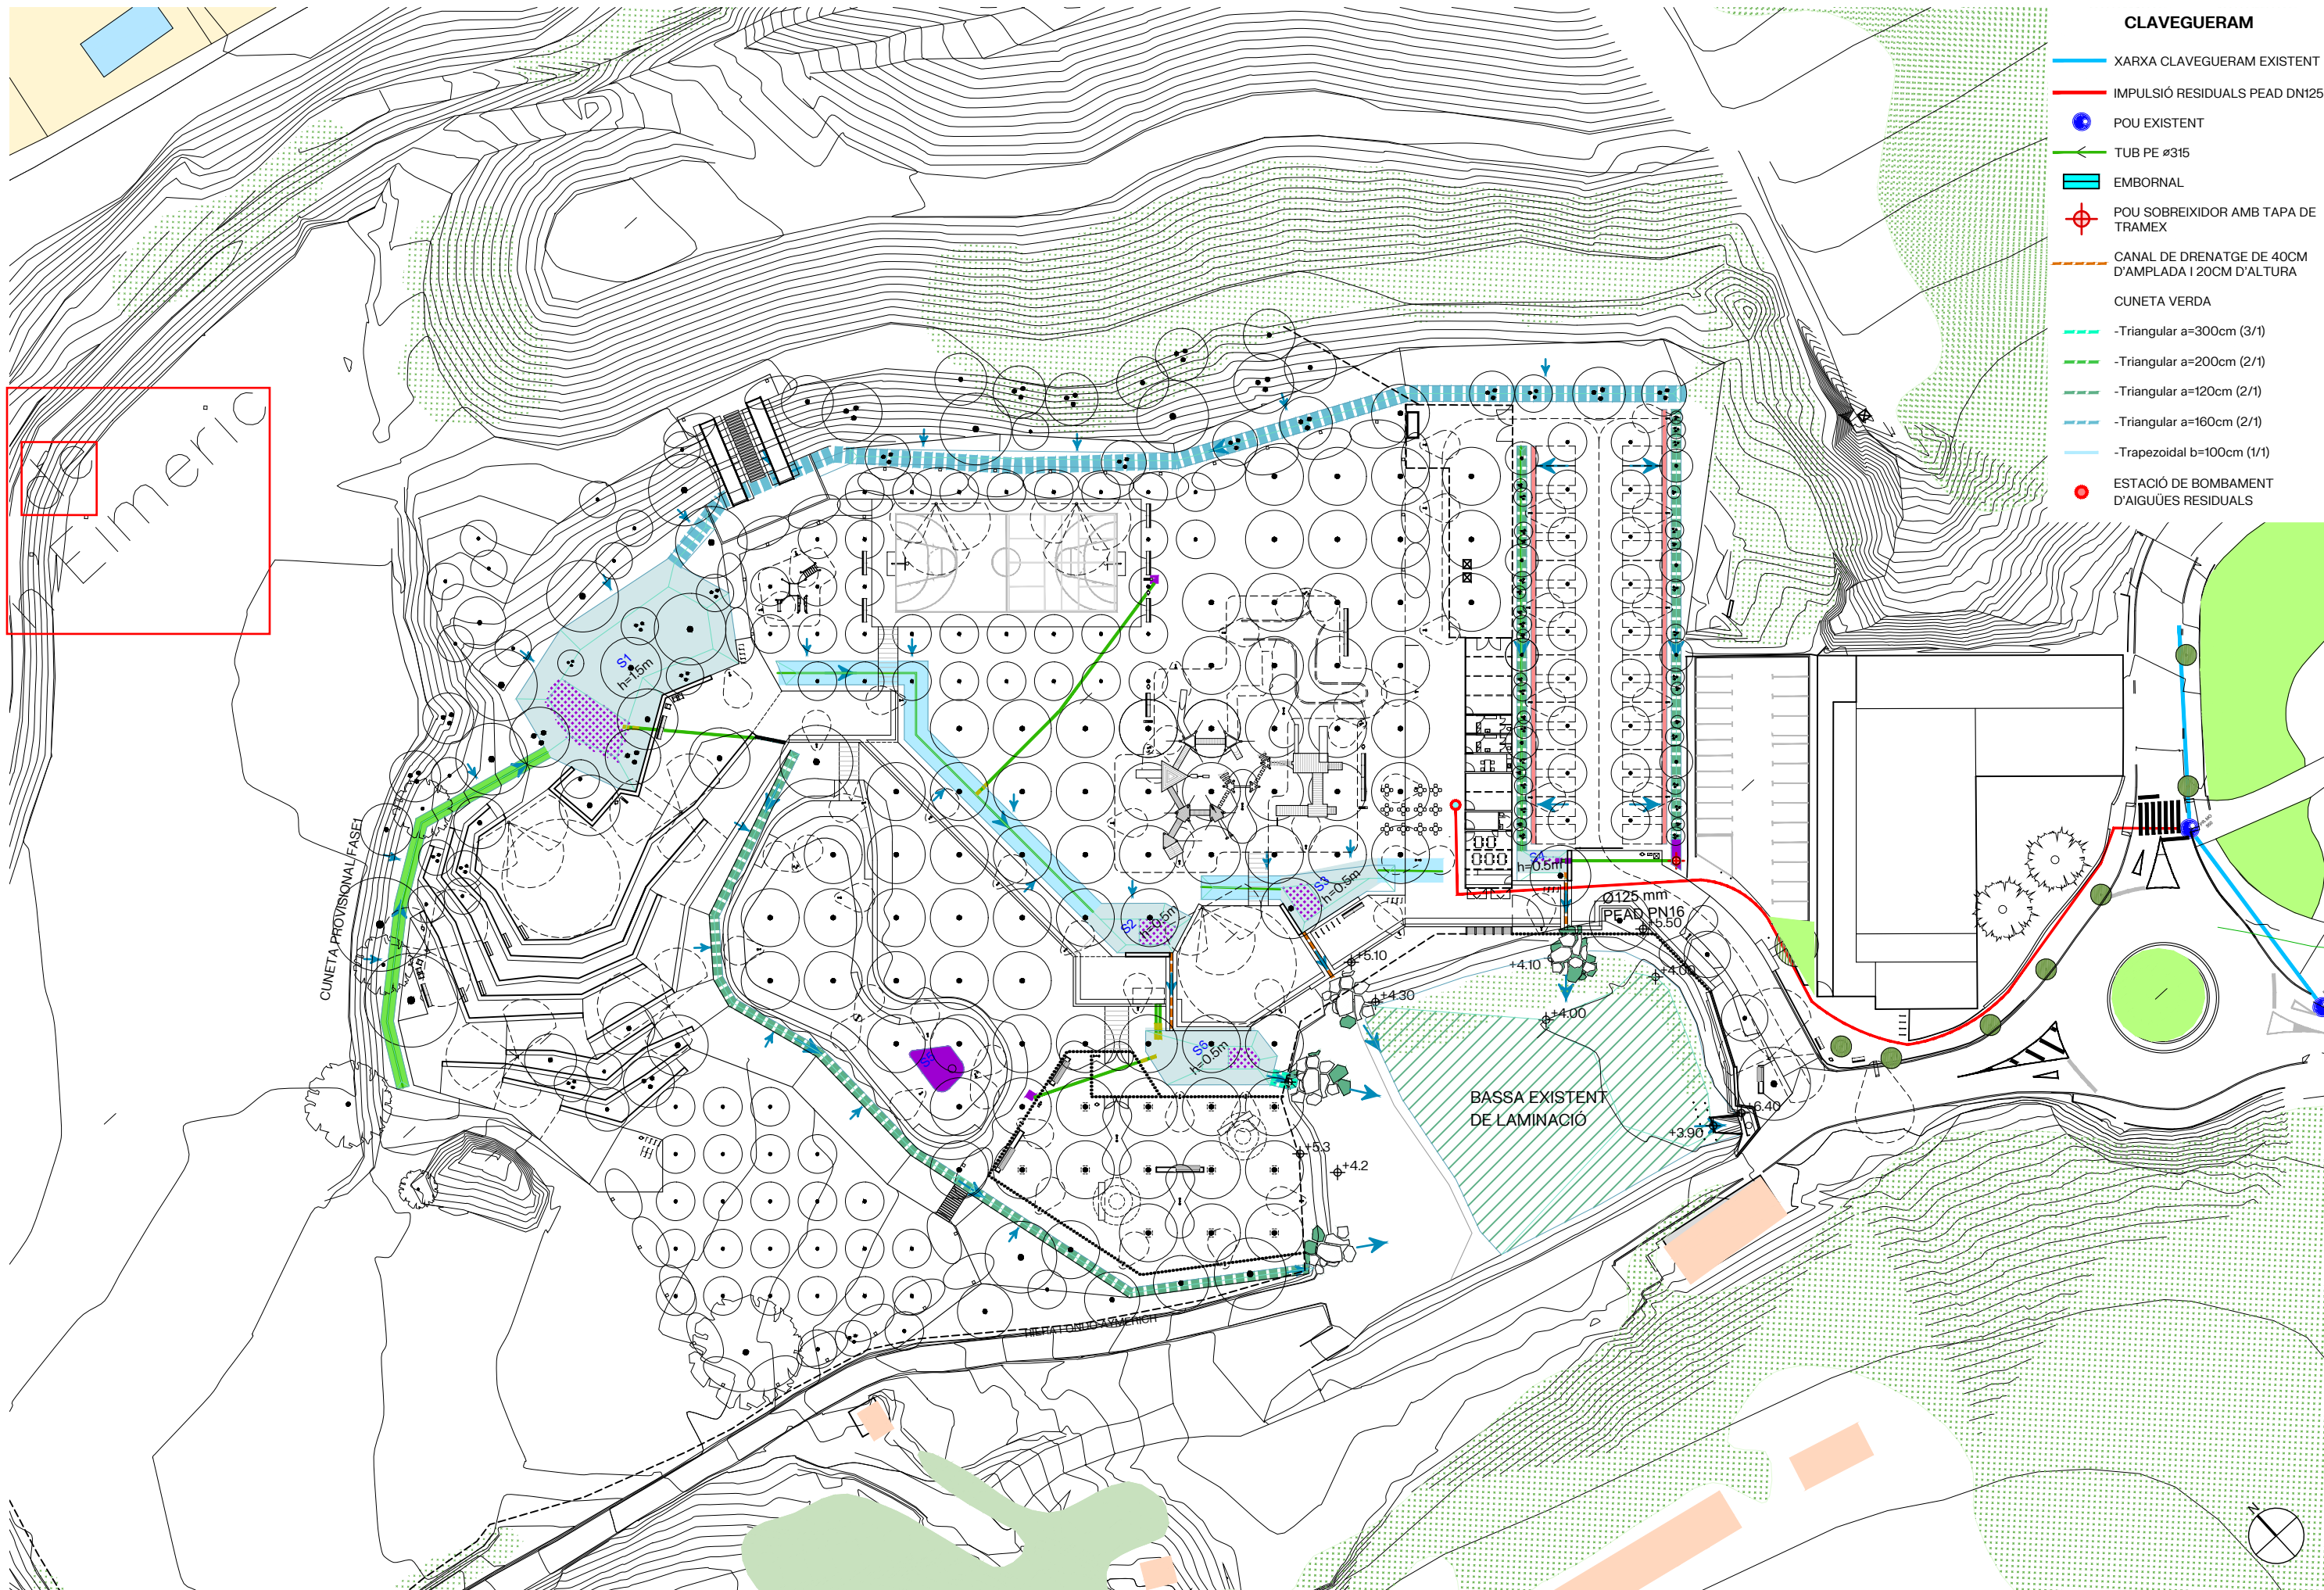 CLAVEGUERAM
XARXA CLAVEGUERAM EXISTENT
IMPULSIÓ RESIDUALS PEAD DN125
POU EXISTENT
TUB PE ø315
EMBORNAL
POU SOBREIXIDOR AMB TAPA DE
TRAMEX
CANAL DE DRENATGE DE 40CM
D'AMPLADA I 20CM D'ALTURA
CUNETA VERDA
-Triangular a=300cm (3/1)
-Triangular a=200cm (2/1)
-Triangular a=120cm (2/1)
-Triangular a=160cm (2/1)
-Trapezoidal b=100cm (1/1)
ESTACIÓ DE BOMBAMENT
D'AIGUËS RESIDUALS
Eimeric
S1
h=1.5m
CUNETA PROVISIONAL FASE1
S2
S3
h=0.5m
S4
h=0.5m
Ø125 mm
PEAD PN16
+5.50
+5.10
+4.10
+4.00
+4.30
+4.00
S5
S6
h=0.5m
BASSA EXISTENT
DE LAMINACIÓ
+6.40
+3.90
+5.3
+4.2
N